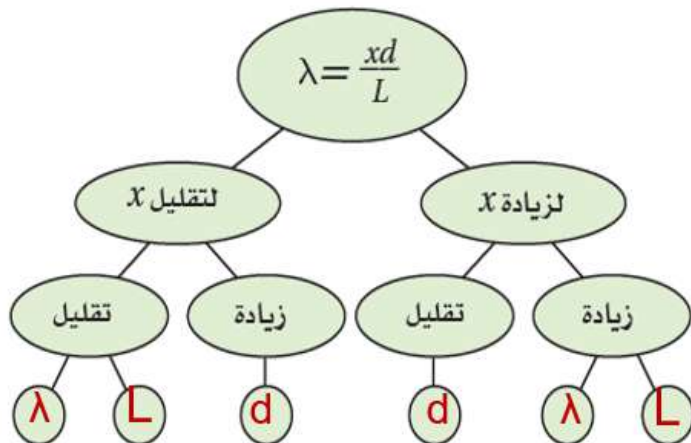 λ = xd/L
لزيادة x
لتقليل x
زيادة
تقليل
زيادة
تقليل
L
λ
d
d
L
λ